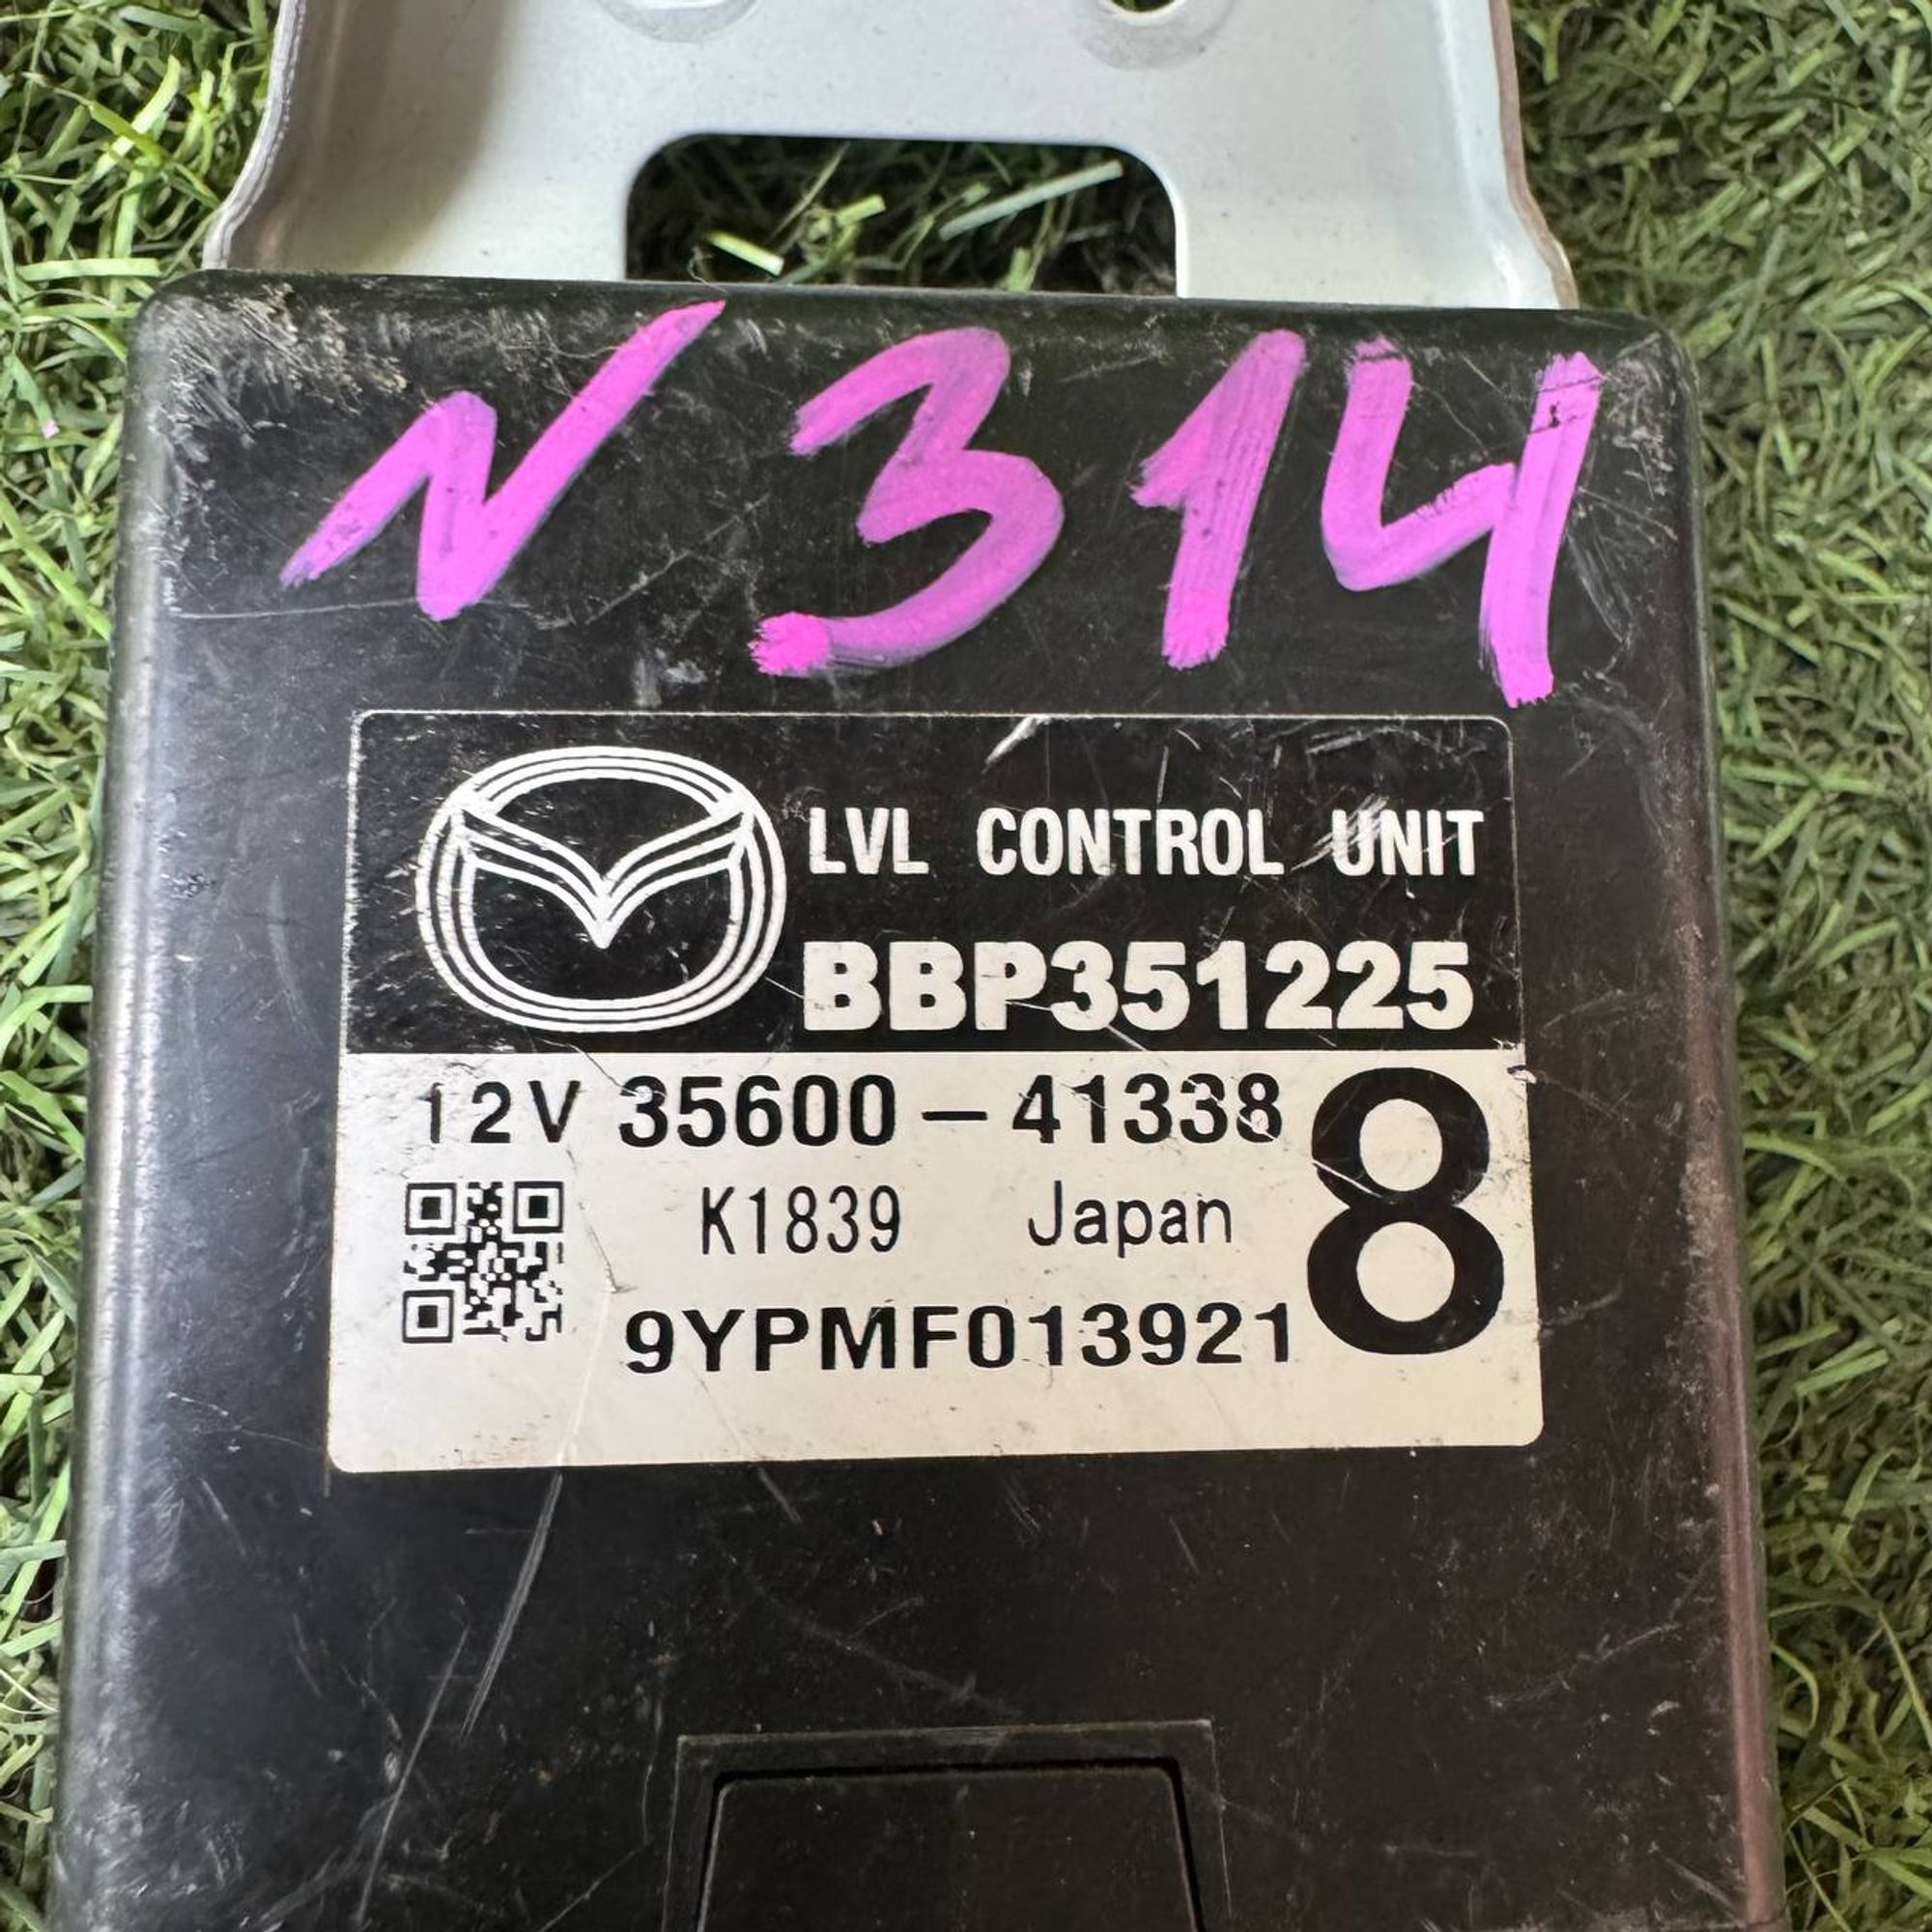 N 314
LVL CONTROL UNIT
BBP351225
12V 35600-41338 8
K1839 Japan
9YPMF013921